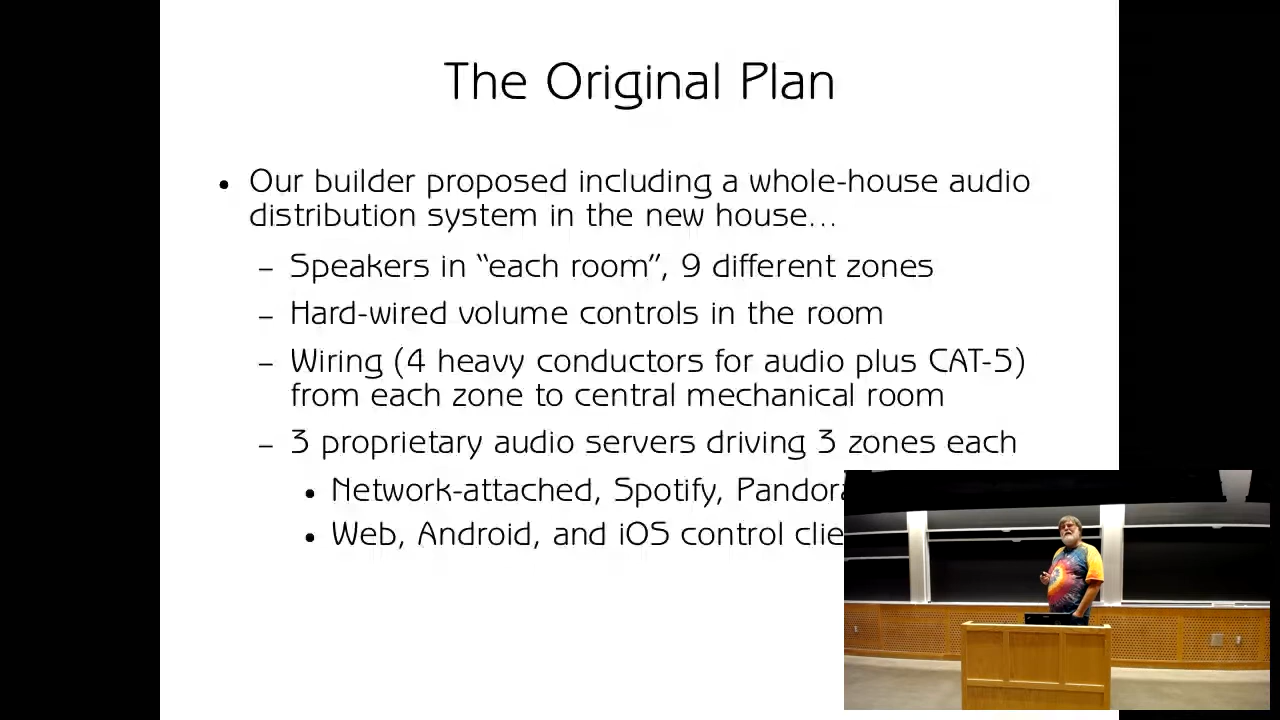 The Original Plan
• Our builder proposed including a whole-house audio
distribution system in the new house...
– Speakers in “each room”, 9 different zones
– Hard-wired volume controls in the room
– Wiring (4 heavy conductors for audio plus CAT-5)
from each zone to central mechanical room
– 3 proprietary audio servers driving 3 zones each
• Network-attached, Spotify, Pandora
• Web, Android, and iOS control